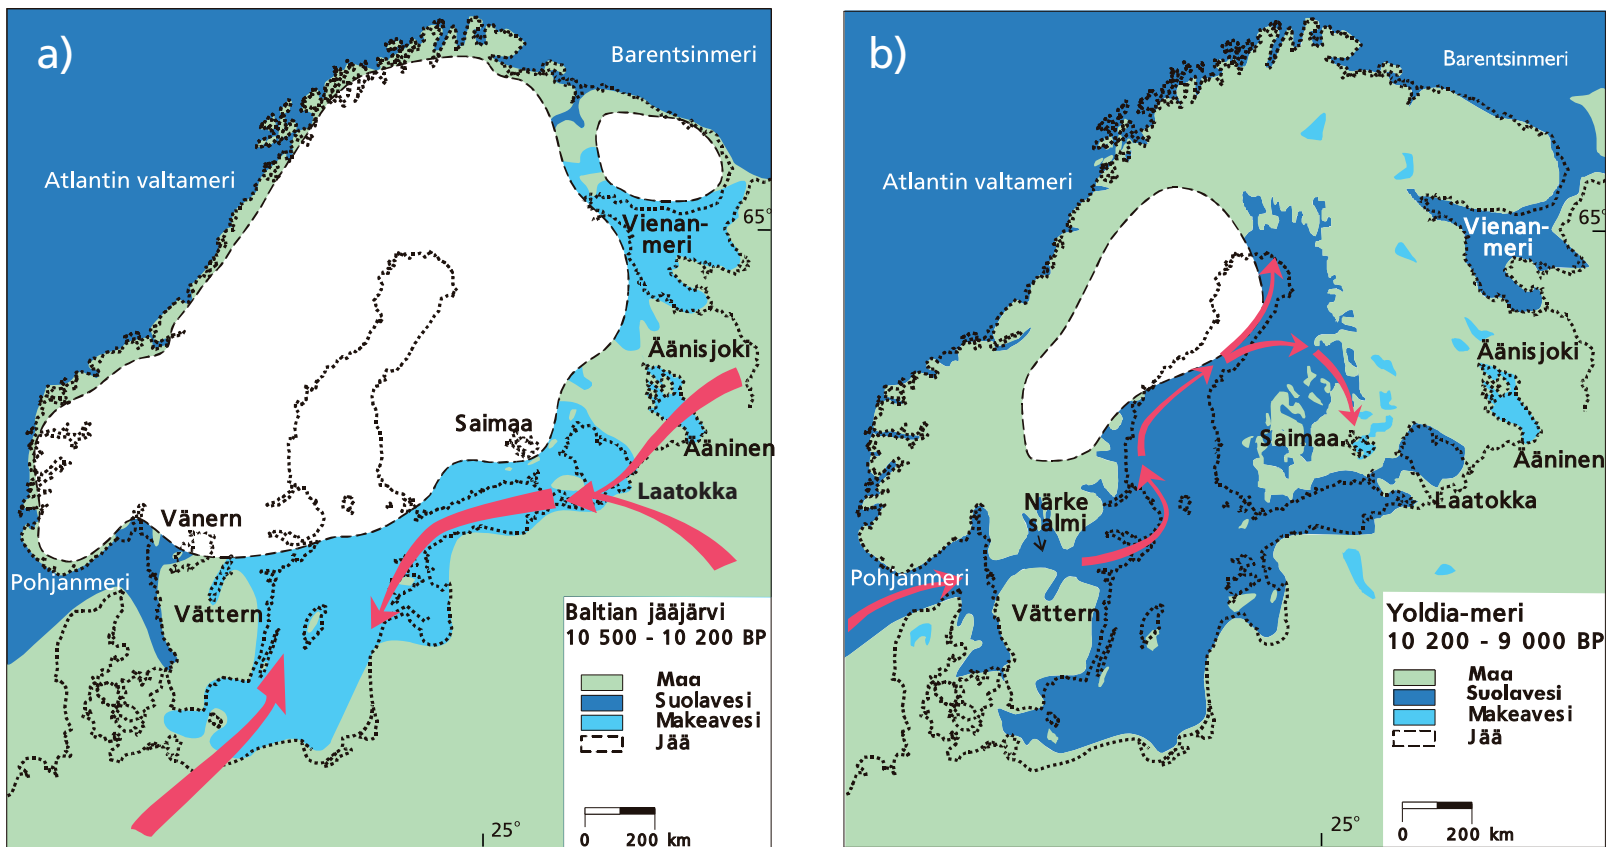 a)
Barentsinmeri
Atlantin valtameri
65°
Vienan-
meri
Äänisjoki
Saimaa
Ääninen
Laatokka
Vänern
Pohjanmeri
Vättern
Baltian jääjärvi
10 500 - 10 200 BP
Maa
Suolavesi
Makeavesi
Jää
25°
0 200 km
b)
Barentsinmeri
Atlantin valtameri
65°
Vienan-
meri
Äänisjoki
Saimaa
Ääninen
Laatokka
Närke
salmi
Pohjanmeri
Vättern
Yoldia-meri
10 200 - 9 000 BP
Maa
Suolavesi
Makeavesi
Jää
25°
0 200 km